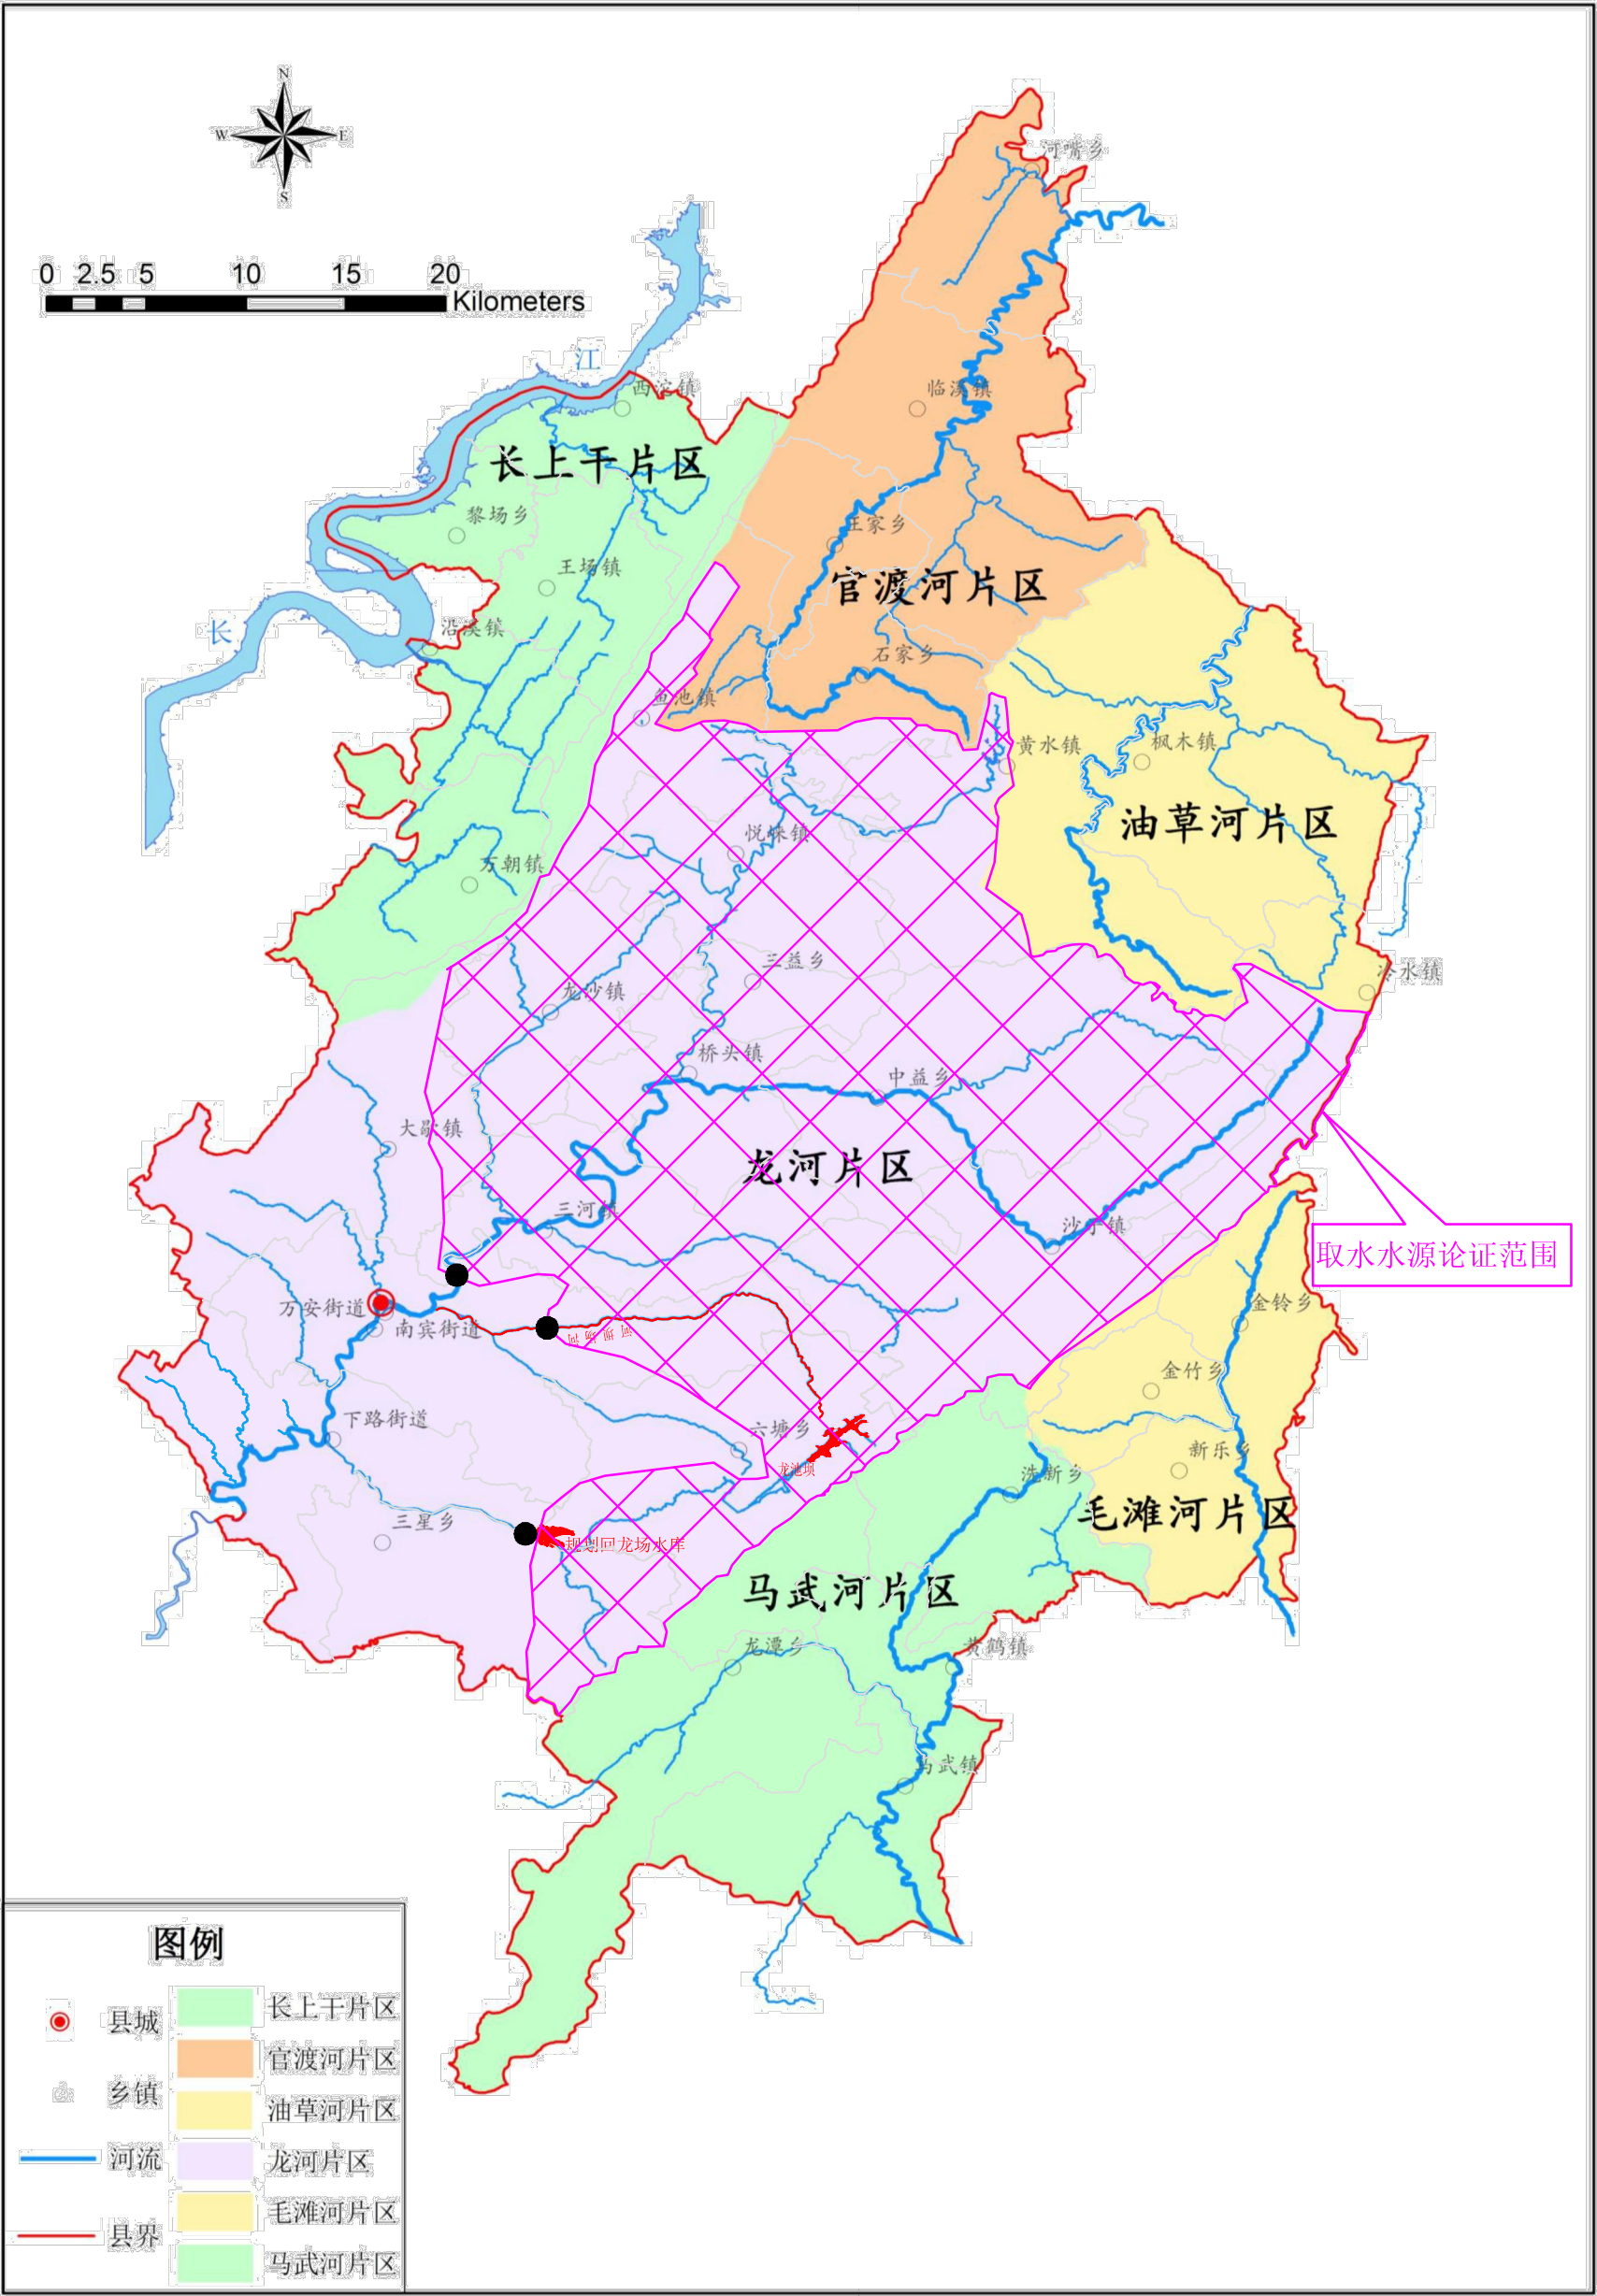 N
W
E
S
0 2.5 5 10 15 20
Kilometers
河嘴乡
江
西沱镇
临溪镇
长上干片区
黎场乡
王家乡
王场镇
官渡河片区
长
沿溪镇
石家乡
鱼池镇
黄水镇
枫木镇
油草河片区
悦崃镇
万朝镇
三益乡
冷水镇
龙沙镇
桥头镇
中益乡
大歇镇
龙河片区
三河镇
沙子镇
取水水源论证范围
万安街道
南宾街道
金铃乡
金竹乡
下路街道
六塘乡
龙池坝
新乐乡
洗新乡
三星乡
毛滩河片区
规划回龙场水库
马武河片区
龙潭乡
黄鹤镇
马武镇
图例
县城
乡镇
河流
县界
长上干片区
官渡河片区
油草河片区
龙河片区
毛滩河片区
马武河片区